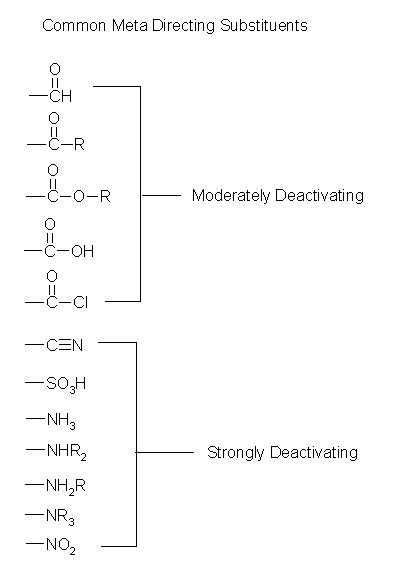 Common Meta Directing Substituents
O
—CH
O
—C—R
O
—C—O—R
Moderately Deactivating
O
—C—OH
O
—C—Cl
—C≡N
—SO₃H
—NH₃
—NHR₂
Strongly Deactivating
—NH₂R
—NR₃
—NO₂